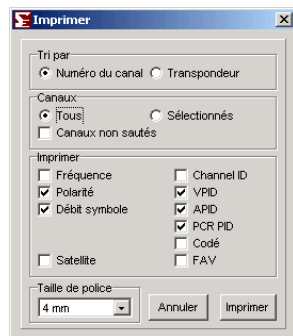 Imprimer
Tri par
Numéro du canal Transpondeur
Canaux
Tous Sélectionnés
Canaux non sautés
Imprimer
Fréquence Channel ID
Polarité VPID
Débit symbole APID
PCR PID
Codé
Satellite FAV
Taille de police
4 mm Annuler Imprimer